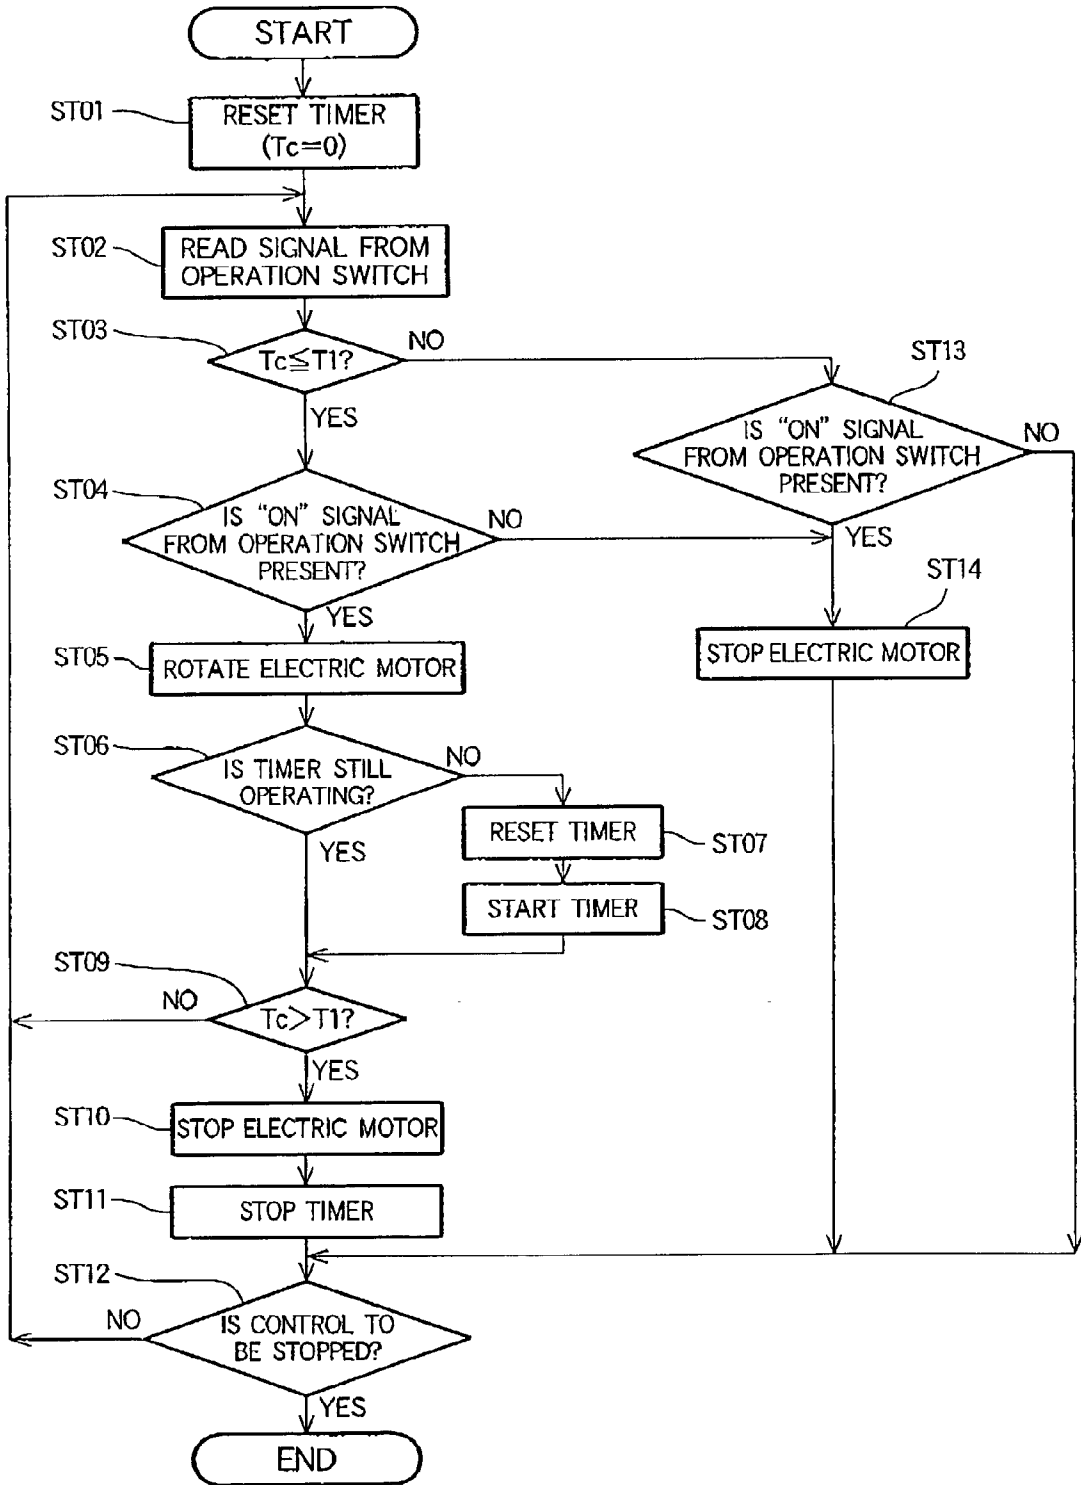 START
ST01
RESET TIMER
(Tc=0)
ST02
READ SIGNAL FROM
OPERATION SWITCH
ST03
Tc≦T1?
NO
YES
ST13
IS "ON" SIGNAL
FROM OPERATION SWITCH
PRESENT?
NO
YES
ST04
IS "ON" SIGNAL
FROM OPERATION SWITCH
PRESENT?
NO
YES
ST14
STOP ELECTRIC MOTOR
ST05
ROTATE ELECTRIC MOTOR
ST06
IS TIMER STILL
OPERATING?
NO
YES
RESET TIMER
ST07
START TIMER
ST08
ST09
Tc>T1?
NO
YES
ST10
STOP ELECTRIC MOTOR
ST11
STOP TIMER
ST12
IS CONTROL TO
BE STOPPED?
NO
YES
END